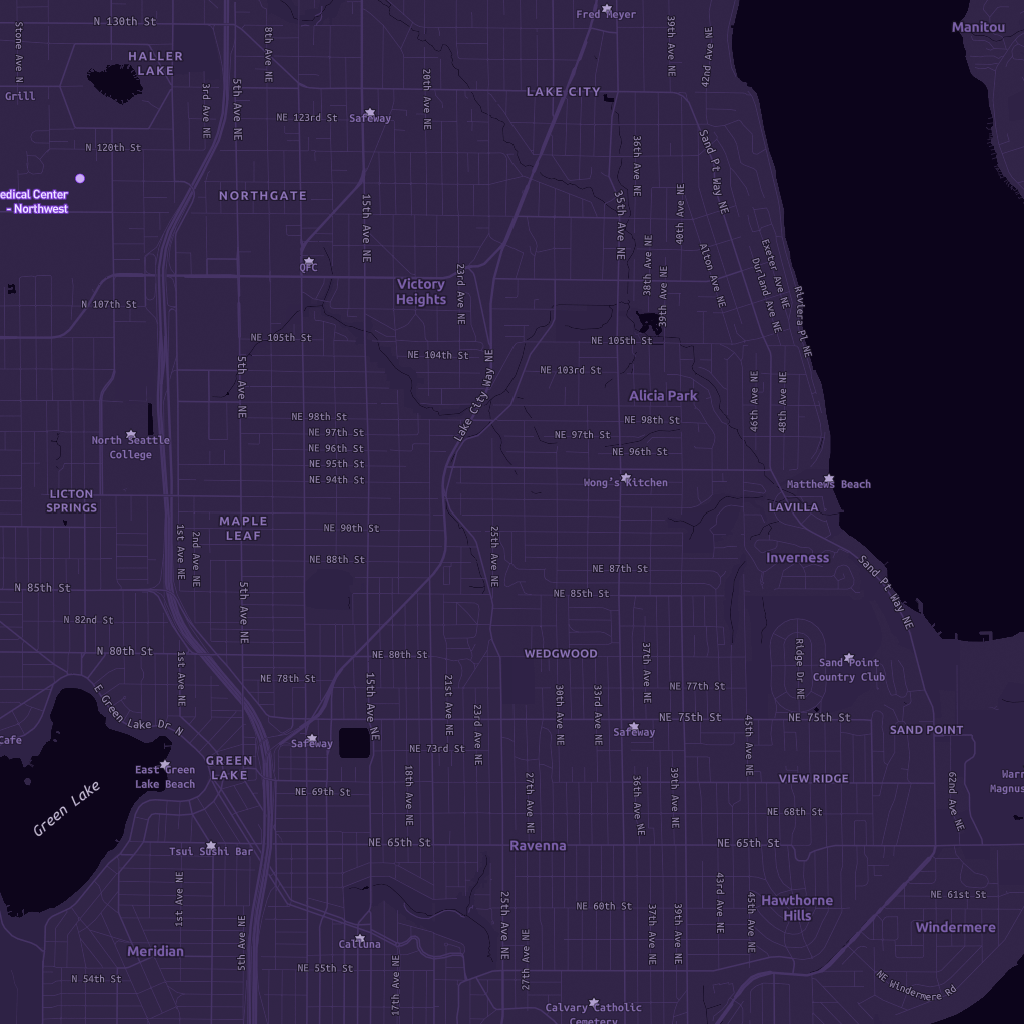 Fred Meyer
N 130th St
Stone Ave N
8th Ave NE
39th Ave NE
42nd Ave NE
Manitou
HALLER
LAKE
20th Ave NE
LAKE CITY
Grill
3rd Ave NE
5th Ave NE
NE 123rd St
Safeway
N 120th St
36th Ave NE
Sand Pt Way NE
edical Center
- Northwest
NORTHGATE
15th Ave NE
35th Ave NE
40th Ave NE
QFC
Victory
Heights
23rd Ave NE
38th Ave NE
39th Ave NE
Alton Ave NE
Exeter Ave NE
Durland Ave NE
Riviera Pl NE
N 107th St
NE 105th St
NE 104th St
NE 105th St
NE 103rd St
5th Ave NE
Lake City Way NE
Alicia Park
46th Ave NE
48th Ave NE
NE 98th St
NE 97th St
NE 96th St
NE 95th St
NE 94th St
NE 98th St
NE 97th St
NE 96th St
North Seattle
College
Wong's Kitchen
Matthews Beach
LICTON
SPRINGS
LAVILLA
MAPLE
LEAF
NE 90th St
1st Ave NE
2nd Ave NE
25th Ave NE
NE 88th St
Inverness
NE 87th St
N 85th St
5th Ave NE
NE 85th St
Sand Pt Way NE
N 82nd St
N 80th St
NE 80th St
WEDGWOOD
1st Ave NE
37th Ave NE
Ridge Dr NE
Sand Point
Country Club
NE 78th St
15th Ave NE
21st Ave NE
NE 77th St
E Green Lake Dr N
23rd Ave NE
30th Ave NE
33rd Ave NE
NE 75th St
NE 75th St
45th Ave NE
SAND POINT
Cafe
Safeway
Safeway
NE 73rd St
GREEN
LAKE
East Green
Lake Beach
18th Ave NE
27th Ave NE
36th Ave NE
39th Ave NE
VIEW RIDGE
62nd Ave NE
Warr
Magnus
Green Lake
NE 69th St
NE 68th St
Tsui Sushi Bar
NE 65th St
Ravenna
NE 65th St
1st Ave NE
43rd Ave NE
45th Ave NE
NE 61st St
Hawthorne
Hills
NE 60th St
25th Ave NE
37th Ave NE
39th Ave NE
Windermere
5th Ave NE
Meridian
Calluna
27th Ave NE
NE 55th St
17th Ave NE
N 54th St
NE Windermere Rd
Calvary Catholic
Cemetery